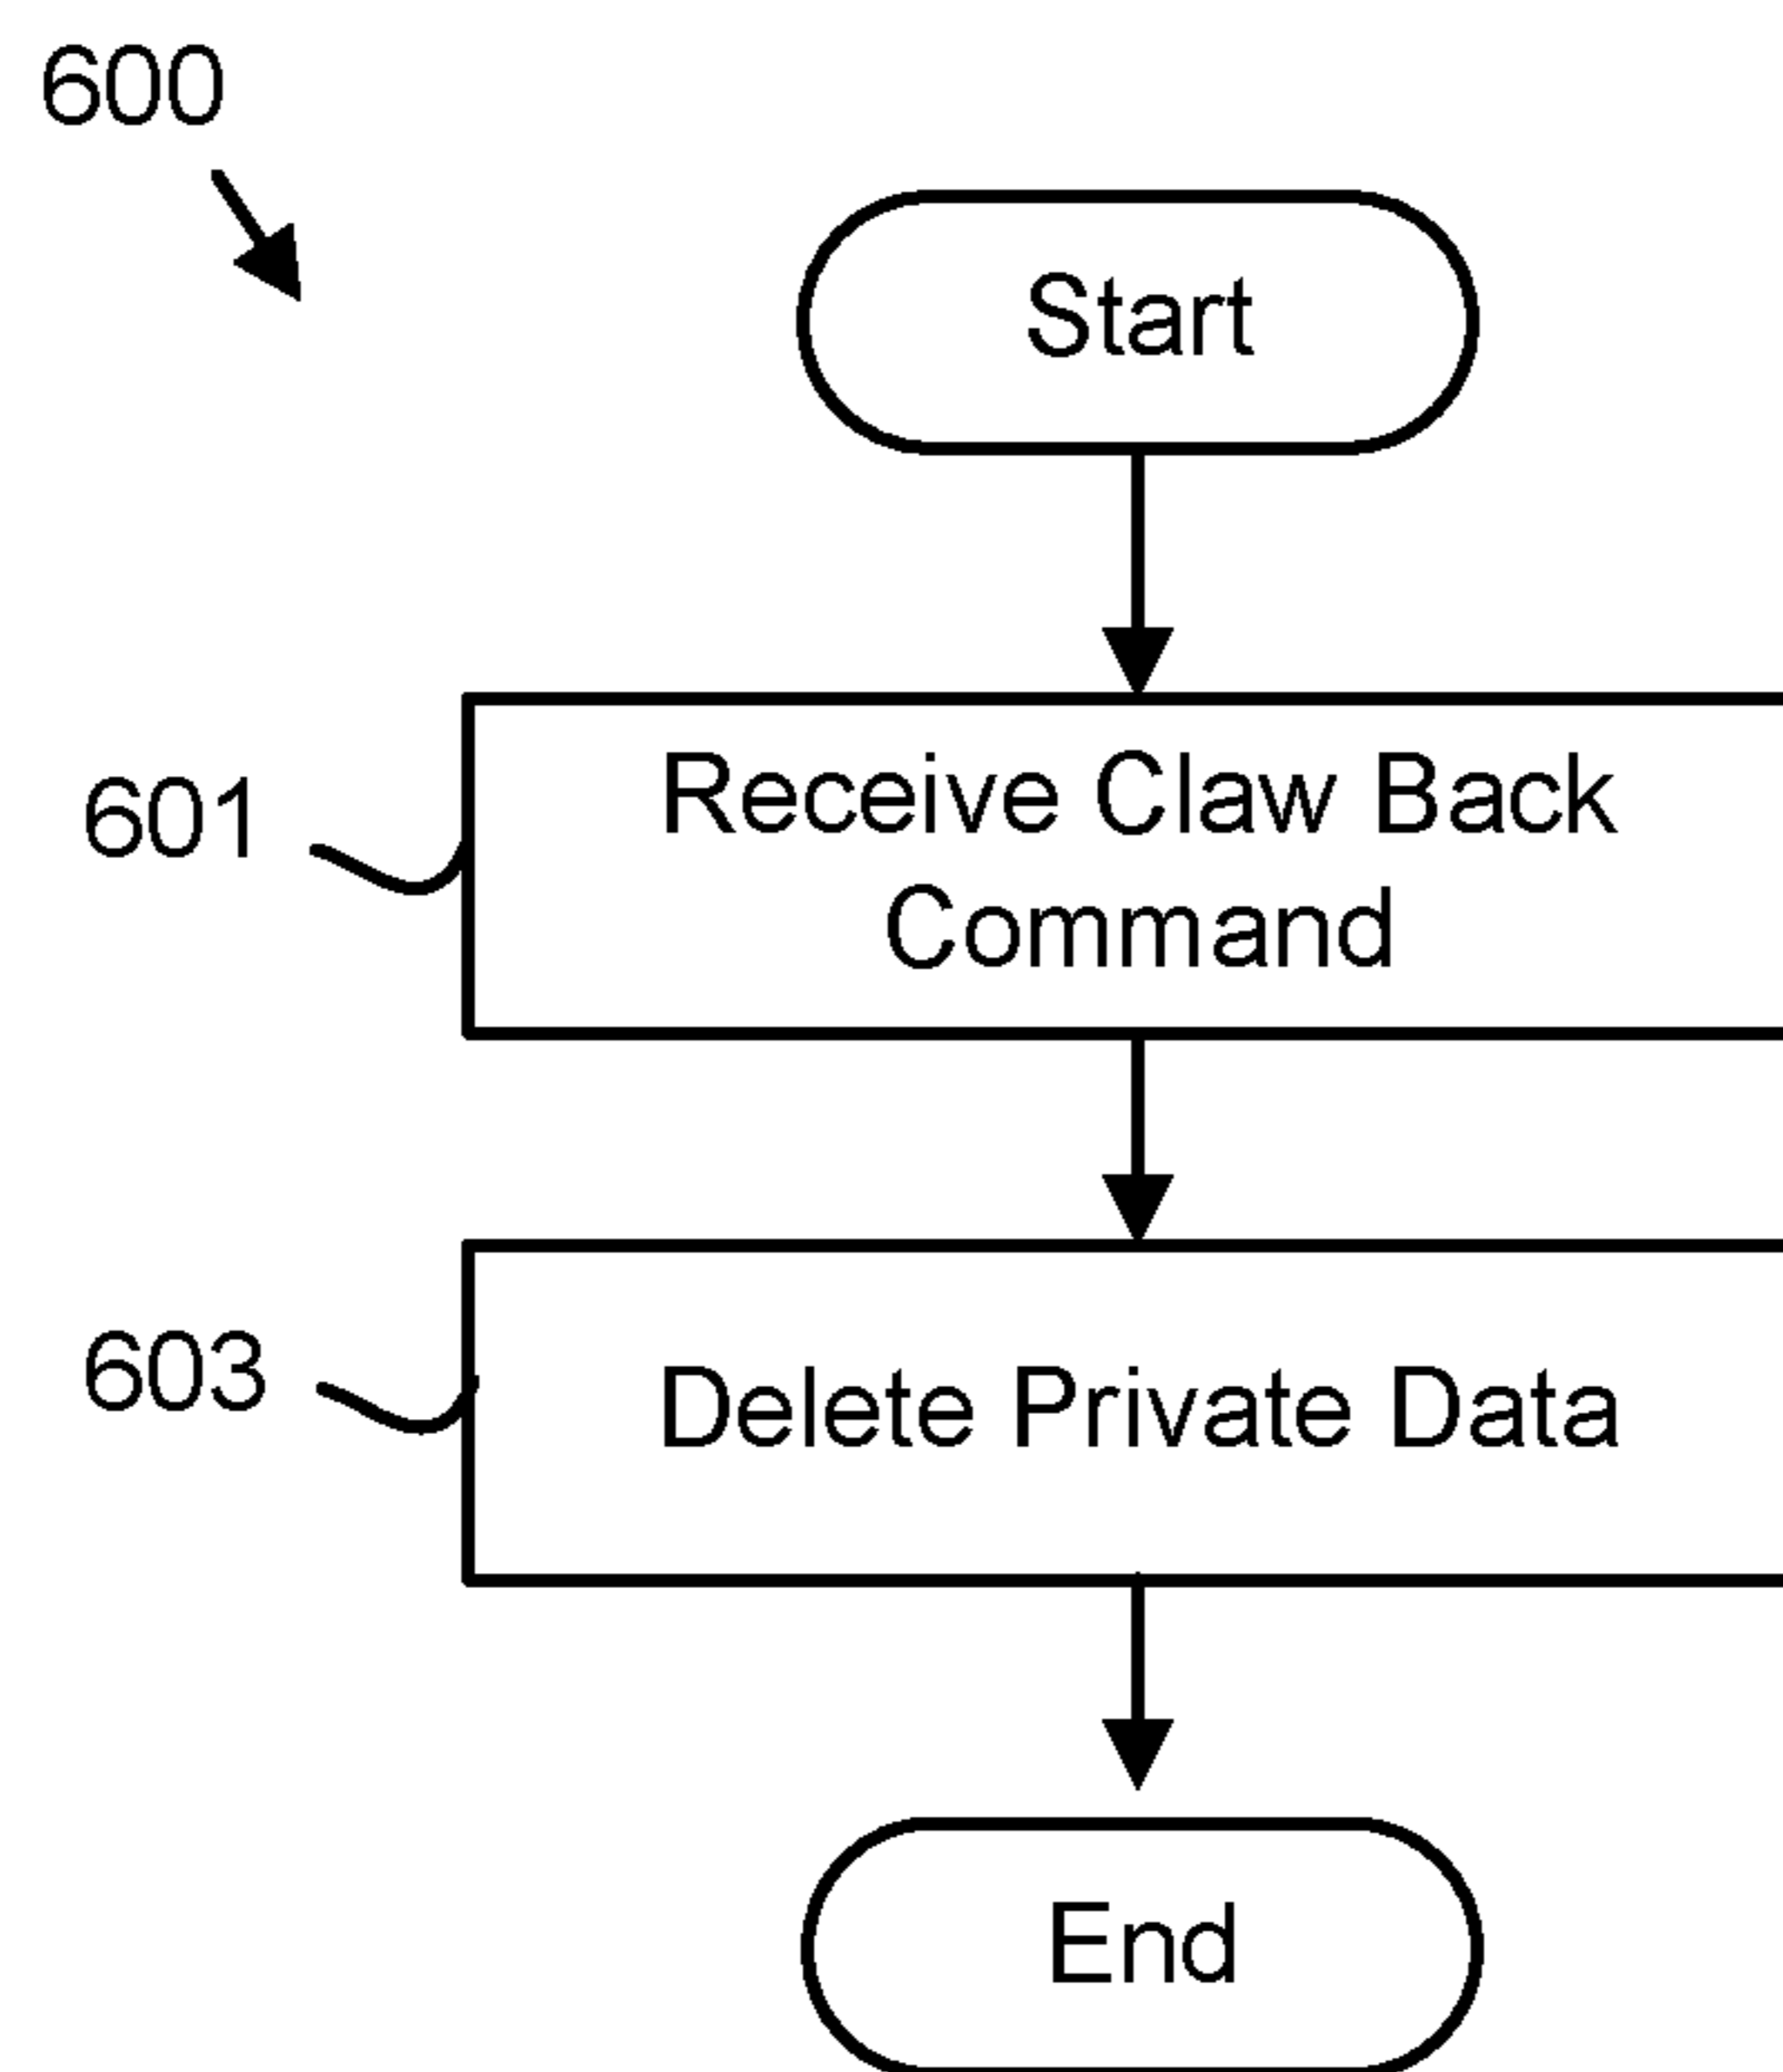 600
Start
601
Receive Claw Back
Command
603
Delete Private Data
End